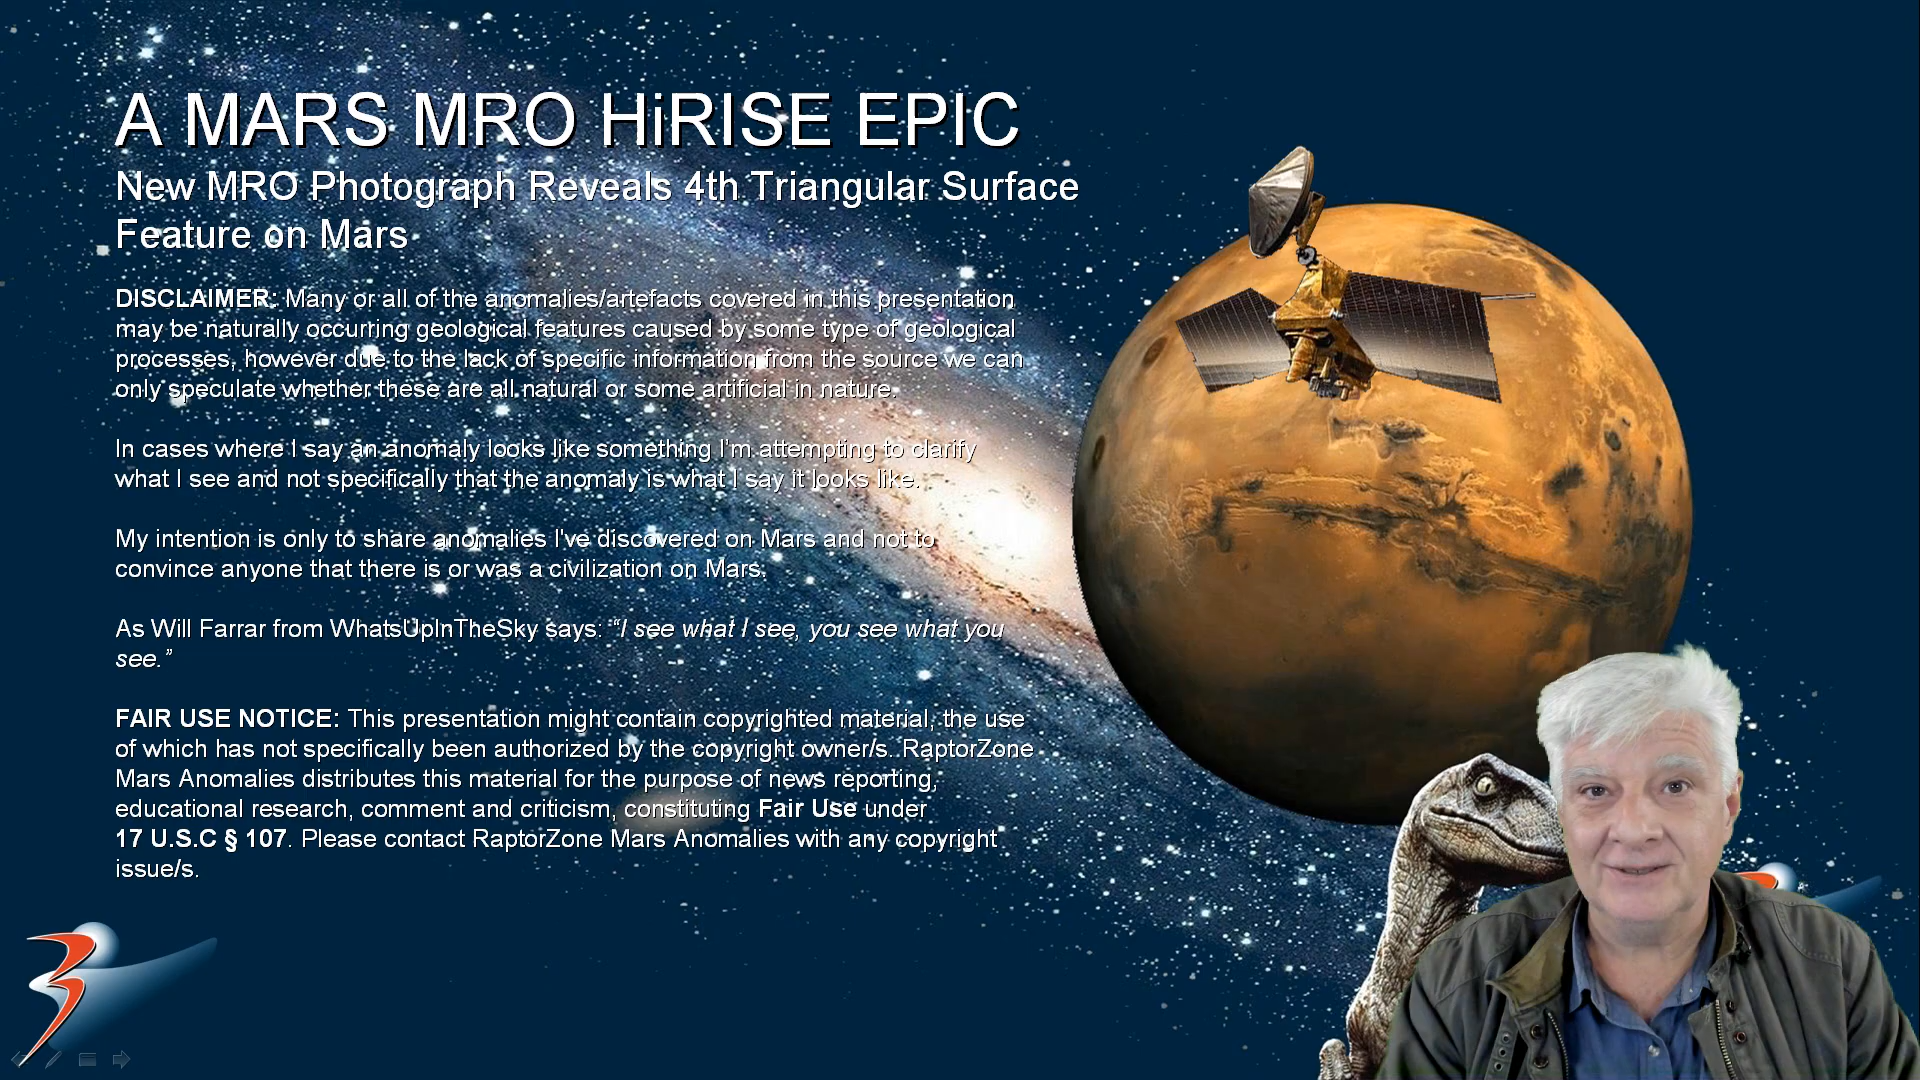 A MARS MRO HiRISE EPIC
New MRO Photograph Reveals 4th Triangular Surface
Feature on Mars
DISCLAIMER: Many or all of the anomalies/artefacts covered in this presentation
may be naturally occurring geological features caused by some type of geological
processes, however due to the lack of specific information from the source we can
only speculate whether these are all natural or some artificial in nature.
In cases where I say an anomaly looks like something I'm attempting to clarify
what I see and not specifically that the anomaly is what I say it looks like.
My intention is only to share anomalies I've discovered on Mars and not to
convince anyone that there is or was a civilization on Mars.
As Will Farrar from WhatsUpInTheSky says: “I see what I see, you see what you
see.”
FAIR USE NOTICE: This presentation might contain copyrighted material, the use
of which has not specifically been authorized by the copyright owner/s. RaptorZone
Mars Anomalies distributes this material for the purpose of news reporting,
educational research, comment and criticism, constituting Fair Use under
17 U.S.C § 107. Please contact RaptorZone Mars Anomalies with any copyright
issue/s.